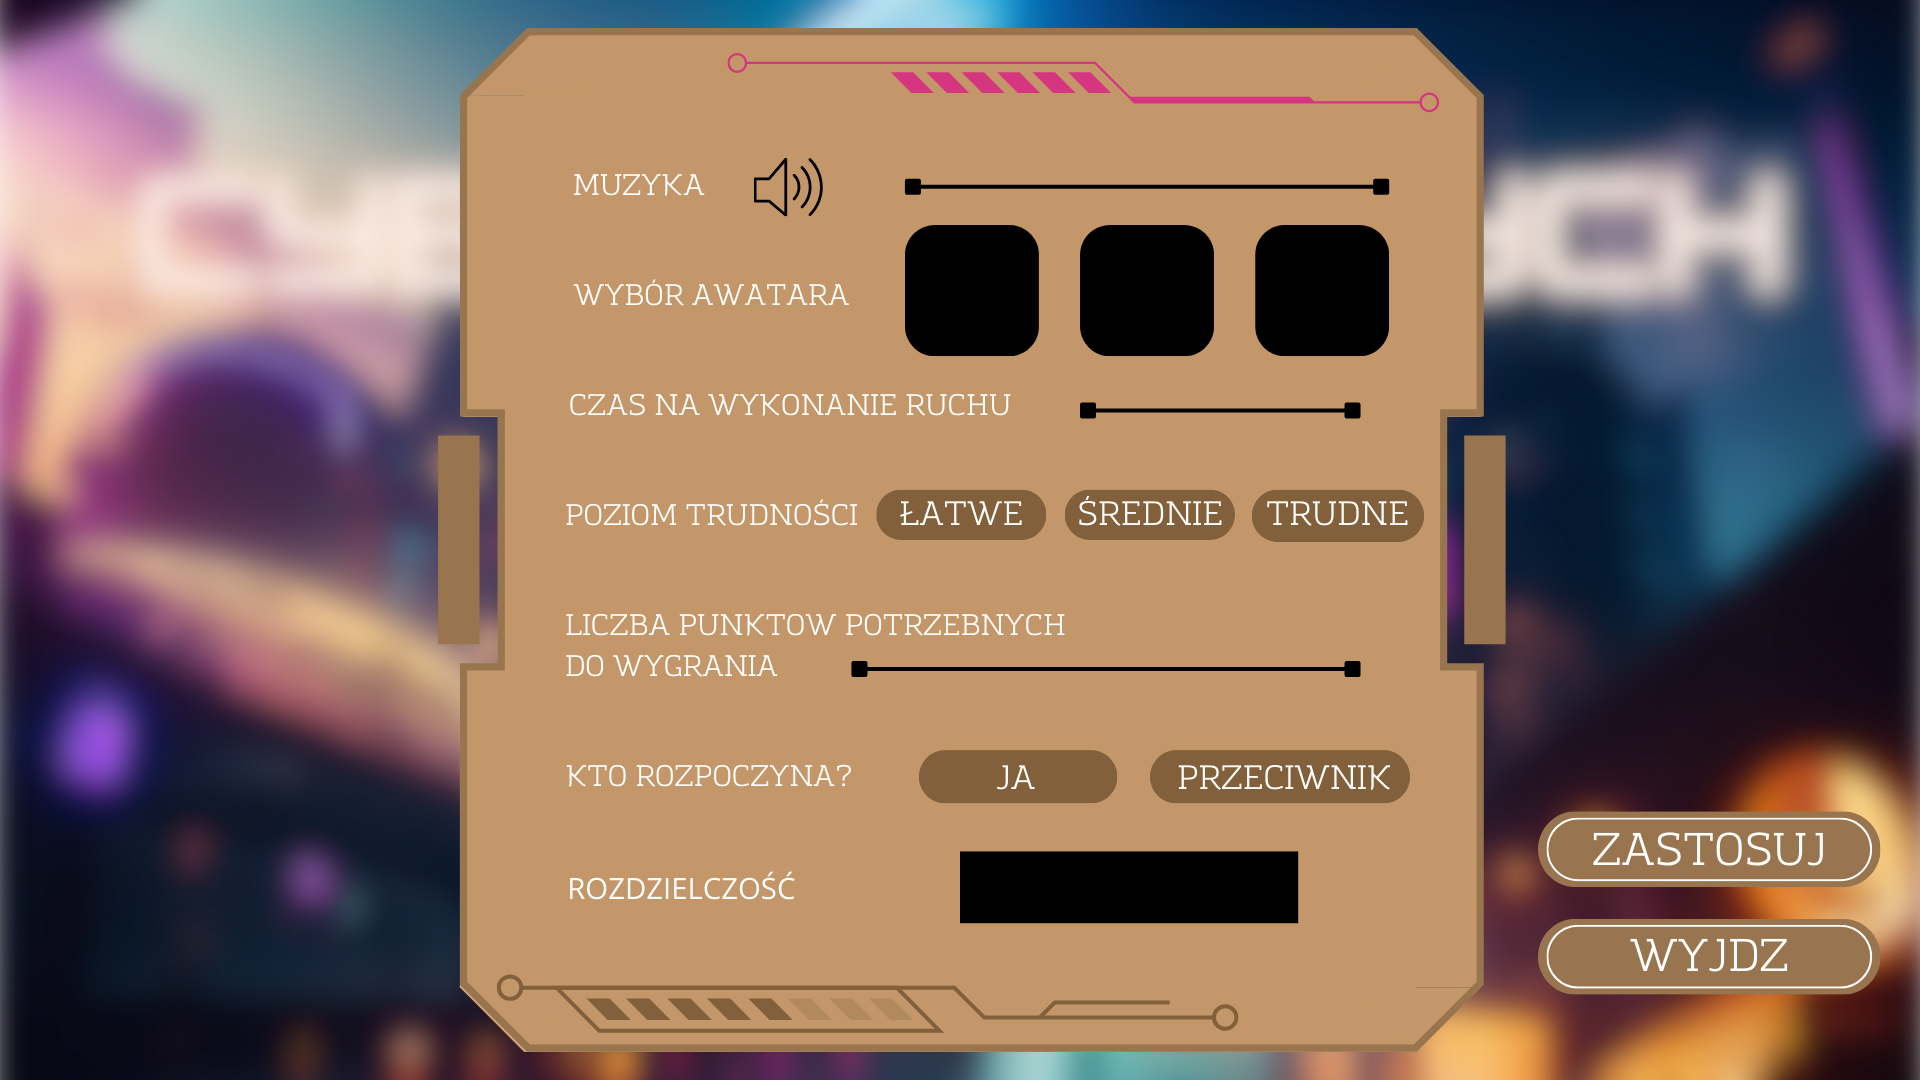 MUZYKA
WYBÓR AWATARA
CZAS NA WYKONANIE RUCHU
POZIOM TRUDNOŚCI ŁATWE ŚREDNIE TRUDNE
LICZBA PUNKTOW POTRZEBNYCH
DO WYGRANIA
KTO ROZPOCZYNA? JA PRZECIWNIK
ROZDZIELCZOŚĆ
ZASTOSUJ
WYJDZ